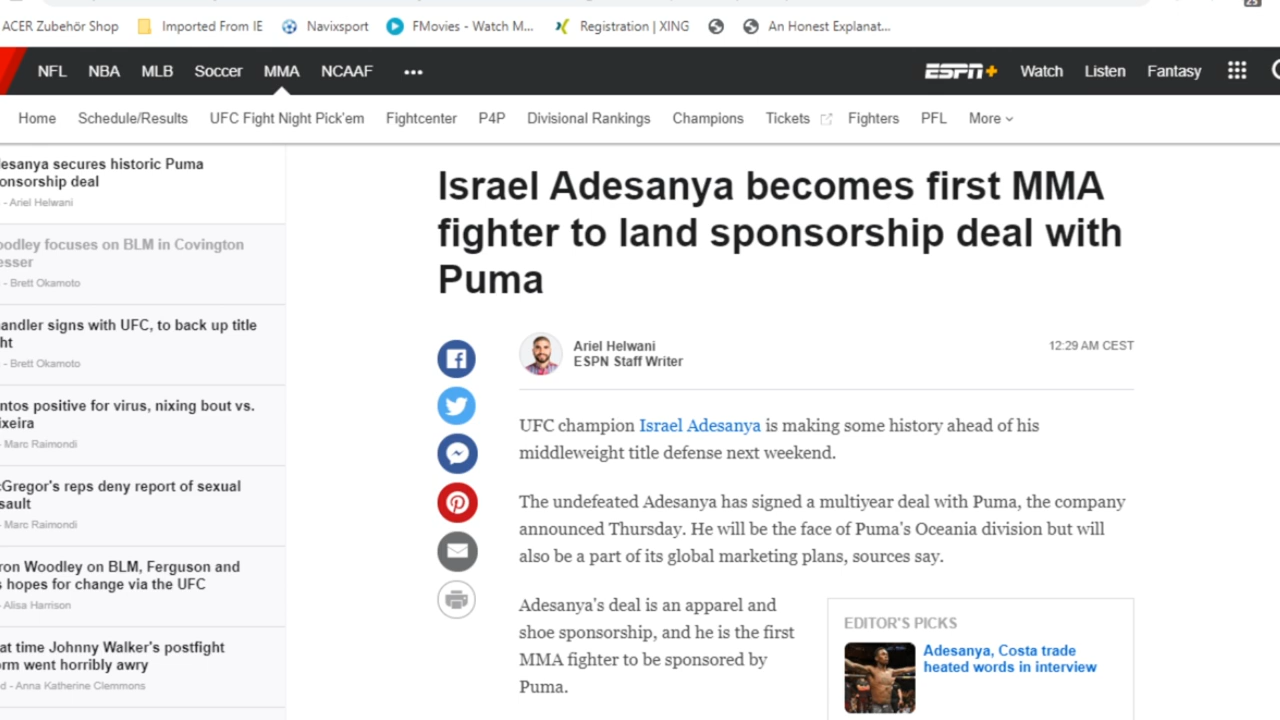 ACER Zubehör Shop Imported From IE Navixsport FMovies - Watch M... Registration | XING An Honest Explanat...
NFL NBA MLB Soccer MMA NCAAF ••• ESPN+ Watch Listen Fantasy
Home Schedule/Results UFC Fight Night Pick'em Fightcenter P4P Divisional Rankings Champions Tickets Fighters PFL More
esanya secures historic Puma
onsorship deal
- Ariel Helwani
oodley focuses on BLM in Covington
esser
- Brett Okamoto
andler signs with UFC, to back up title
ht
- Brett Okamoto
ntos positive for virus, nixing bout vs.
ixeira
- Marc Raimondi
Gregor's reps deny report of sexual
sault
- Marc Raimondi
ron Woodley on BLM, Ferguson and
s hopes for change via the UFC
- Alisa Harrison
at time Johnny Walker's postfight
orm went horribly awry
d - Anna Katherine Clemmons
Israel Adesanya becomes first MMA
fighter to land sponsorship deal with
Puma
Ariel Helwani
ESPN Staff Writer
12:29 AM CEST
UFC champion Israel Adesanya is making some history ahead of his
middleweight title defense next weekend.
The undefeated Adesanya has signed a multiyear deal with Puma, the company
announced Thursday. He will be the face of Puma's Oceania division but will
also be a part of its global marketing plans, sources say.
Adesanya's deal is an apparel and
shoe sponsorship, and he is the first
MMA fighter to be sponsored by
Puma.
EDITOR'S PICKS
Adesanya, Costa trade
heated words in interview